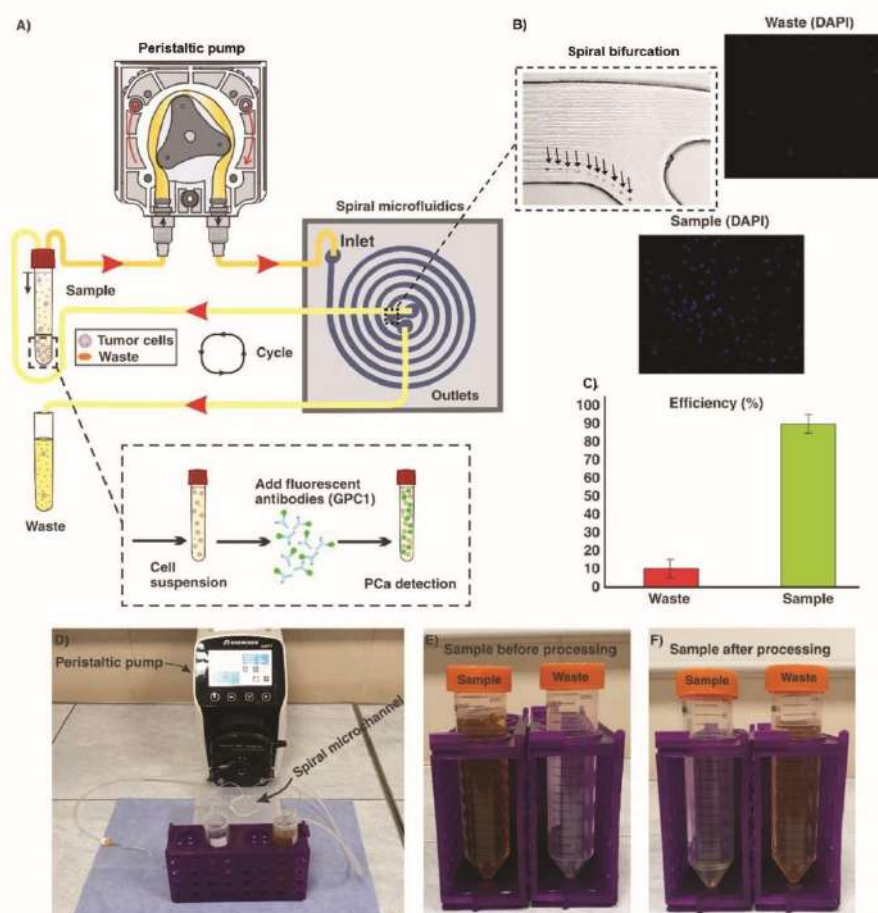 A)
Peristaltic pump
Spiral microfluidics
Inlet
Sample
Tumor cells
Waste
Cycle
Outlets
Waste
Add fluorescent
antibodies (GPC1)
Cell
suspension
PCa detection
B)
Spiral bifurcation
Waste (DAPI)
Sample (DAPI)
C)
Efficiency (%)
100
90
80
70
60
50
40
30
20
10
0
Waste
Sample
D)
Peristaltic pump
Spiral microchannel
E)
Sample before processing
Sample
Waste
F)
Sample after processing
Sample
Waste